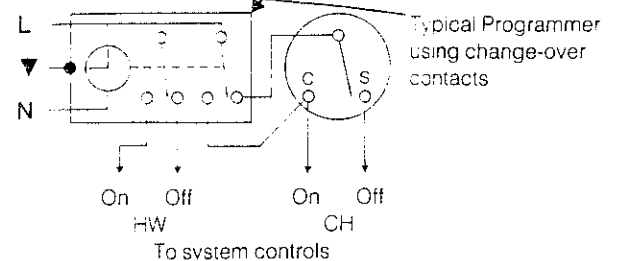 L
N
Typical Programmer
using change-over
contacts
C S
On Off On Off
HW CH
To system controls